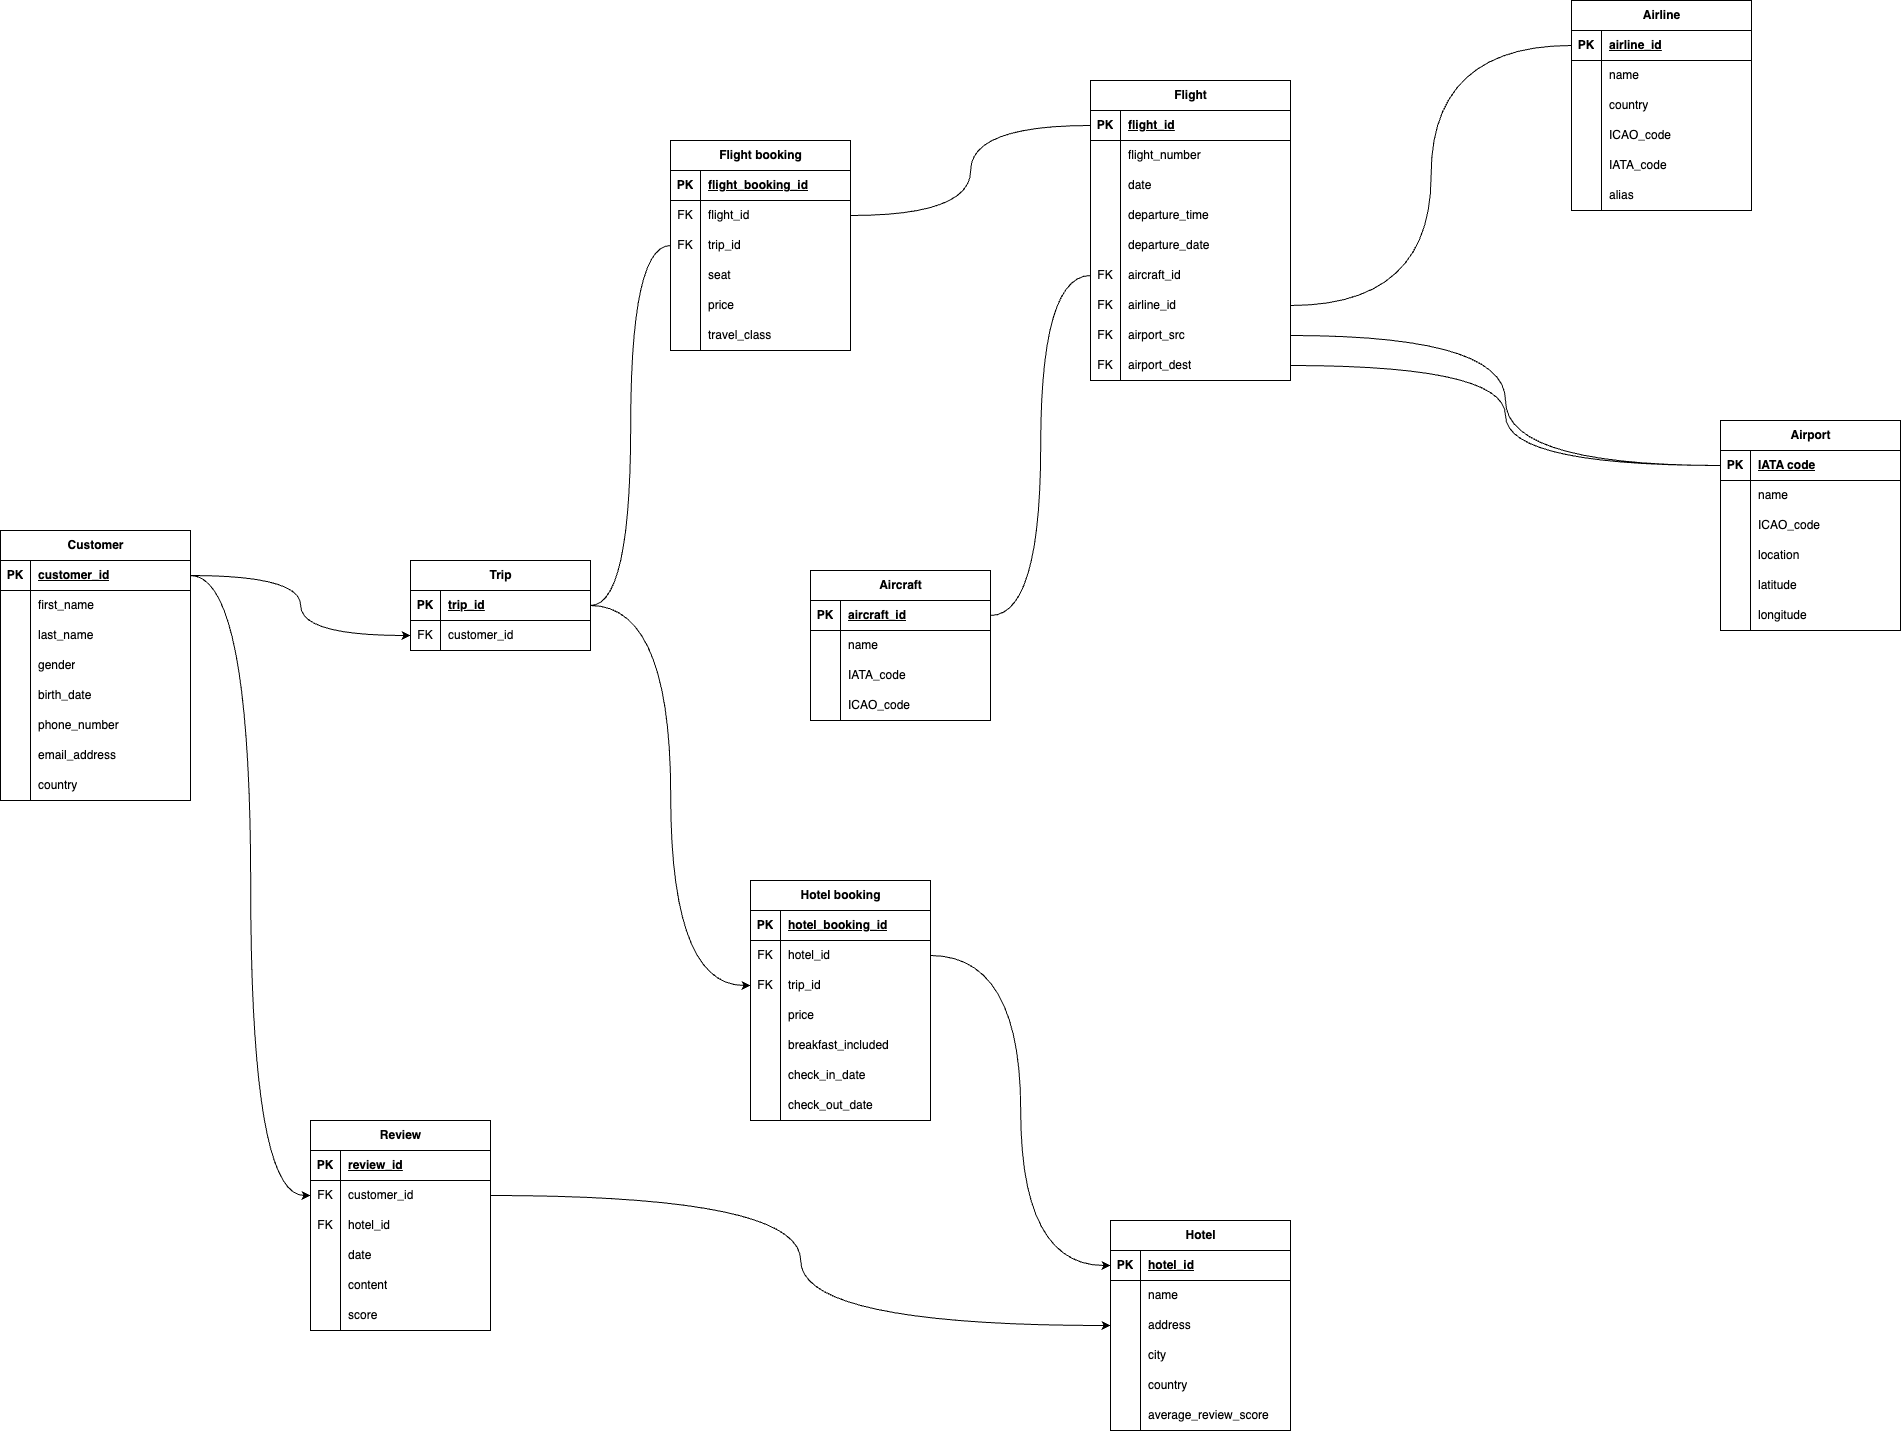 Airline
PK airline_id
name
country
ICAO_code
IATA_code
alias
Flight
PK flight_id
flight_number
date
departure_time
departure_date
FK aircraft_id
FK airline_id
FK airport_src
FK airport_dest
Flight booking
PK flight_booking_id
FK flight_id
FK trip_id
seat
price
travel_class
Airport
PK IATA code
name
ICAO_code
location
latitude
longitude
Customer
PK customer_id
first_name
last_name
gender
birth_date
phone_number
email_address
country
Trip
PK trip_id
FK customer_id
Aircraft
PK aircraft_id
name
IATA_code
ICAO_code
Hotel booking
PK hotel_booking_id
FK hotel_id
FK trip_id
price
breakfast_included
check_in_date
check_out_date
Review
PK review_id
FK customer_id
FK hotel_id
date
content
score
Hotel
PK hotel_id
name
address
city
country
average_review_score